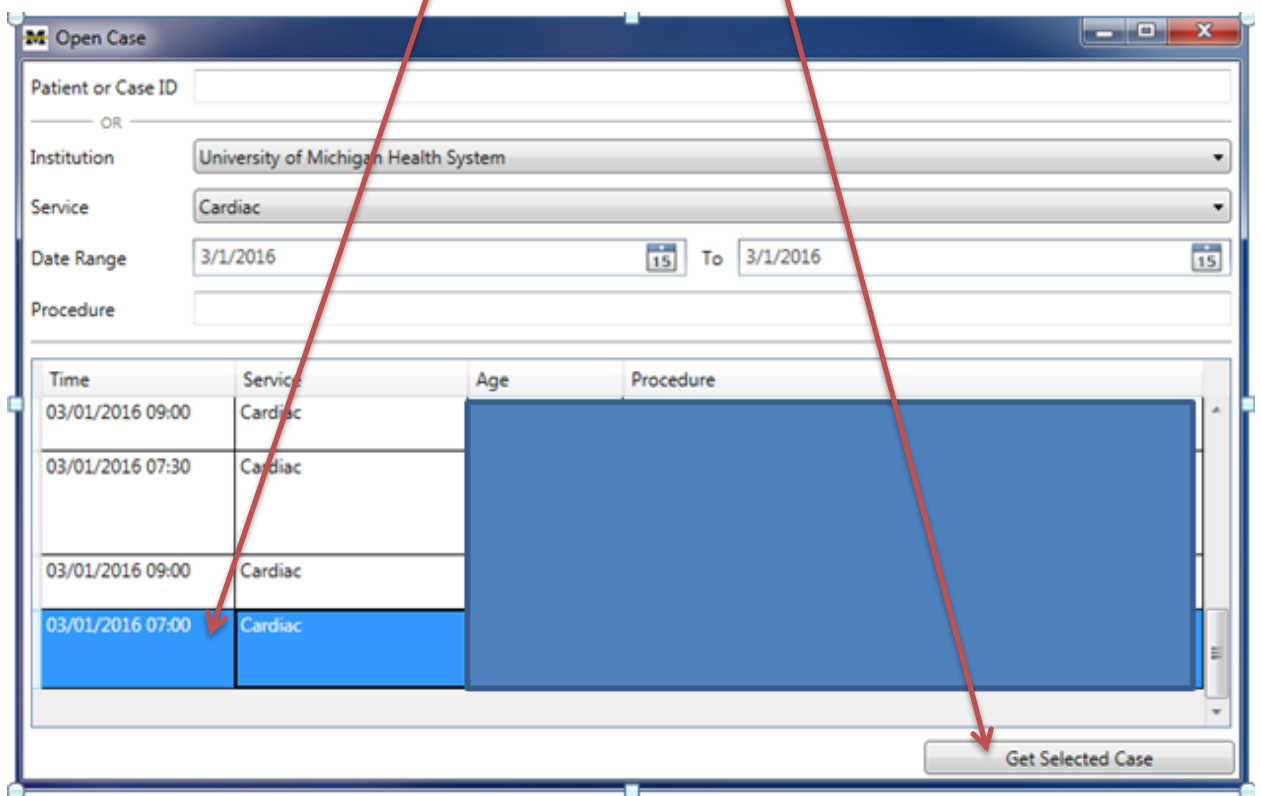 M Open Case
Patient or Case ID
OR
Institution University of Michigan Health System
Service Cardiac
Date Range 3/1/2016 15 To 3/1/2016 15
Procedure
Time Service Age Procedure
03/01/2016 09:00 Cardiac
03/01/2016 07:30 Cardiac
03/01/2016 09:00 Cardiac
03/01/2016 07:00 Cardiac
Get Selected Case